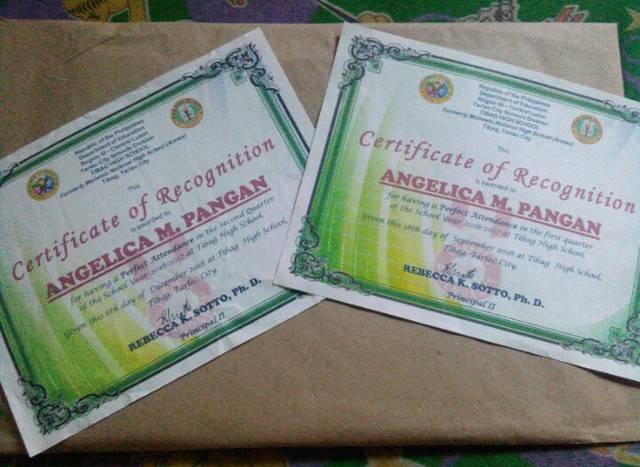 Republic of the Philippines
Department of Education
Region III - Central Luzon
Tarlac City Schools Division
TIBAG HIGH SCHOOL
Formerly Maliwalo National High School (Annex)
Tibag, Tarlac City
This
Certificate of Recognition
is awarded to
ANGELICA M. PANGAN
for having a Perfect Attendance in the Second Quarter
of the School Year 2016-2017 at Tibag High School.
Given this 6th day of December 2016 at Tibag High School,
Tibag, Tarlac City.
REBECCA K. SOTTO, Ph. D.
Principal II
Republic of the Philippines
Department of Education
Region III - Central Luzon
Tarlac City Schools Division
TIBAG HIGH SCHOOL
Formerly Maliwalo National High School (Annex)
Tibag, Tarlac City
This
Certificate of Recognition
is awarded to
ANGELICA M. PANGAN
for having a Perfect Attendance in the first quarter
of the School Year 2016-2017 at Tibag High School.
Given this 16th day of September 2016 at Tibag High School
Tibag, Tarlac City.
REBECCA K. SOTTO, Ph. D.
Principal II